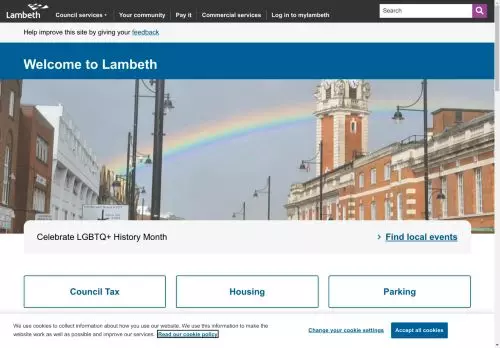 Lambeth
Council services Your community Pay it Commercial services Log in to mylambeth
Search
Help improve this site by giving your feedback
Welcome to Lambeth
Celebrate LGBTQ+ History Month
Find local events
Council Tax
Housing
Parking
We use cookies to collect information about how you use our website. We use this information to make the
website work as well as possible and improve our services. Read our cookie policy
Change your cookie settings
Accept all cookies